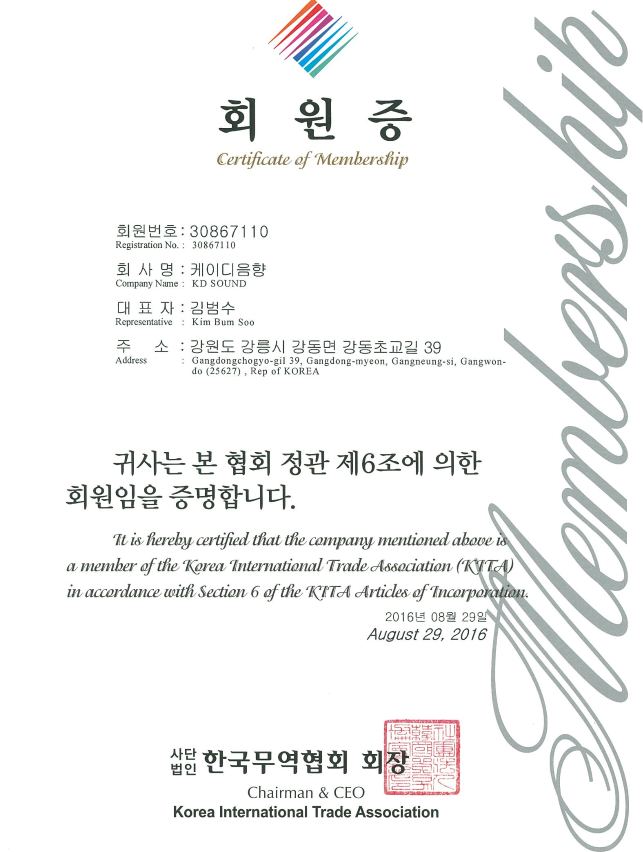 회 원 증
Certificate of Membership
회원번호 : 30867110
Registration No. : 30867110
회 사 명 : 케이디음향
Company Name : KD SOUND
대 표 자 : 김범수
Representative : Kim Bum Soo
주 소 : 강원도 강릉시 강동면 강동초교길 39
Address : Gangdongchogyo-gil 39, Gangdong-myeon, Gangneung-si, Gangwon-
do (25627) , Rep of KOREA
귀사는 본 협회 정관 제6조에 의한
회원임을 증명합니다.
It is hereby certified that the company mentioned above is
a member of the Korea International Trade Association (KITA)
in accordance with Section 6 of the KITA Articles of Incorporation.
2016년 08월 29일
August 29, 2016
사단
법인 한국무역협회 회장
Chairman & CEO
Korea International Trade Association
Membership